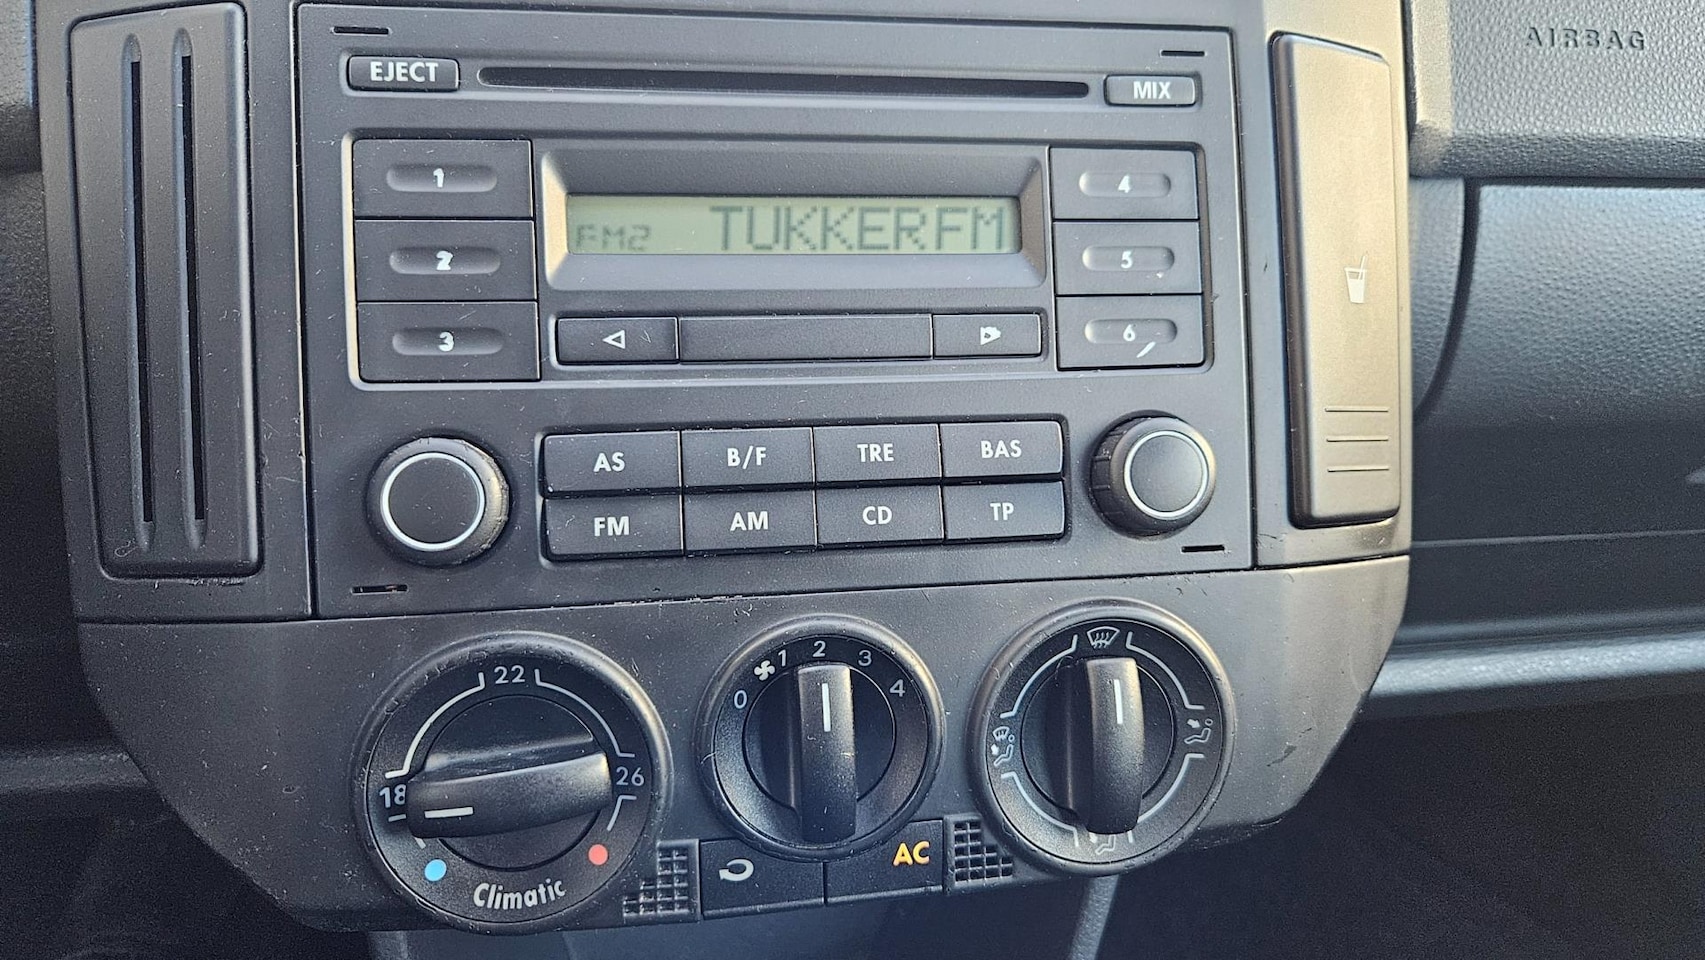 AIRBAG
EJECT
MIX
1
4
FM2 TUKKERFM
2
5
3
6
AS B/F TRE BAS
FM AM CD TP
22
18
26
Climatic
0 1 2 3 4
AC